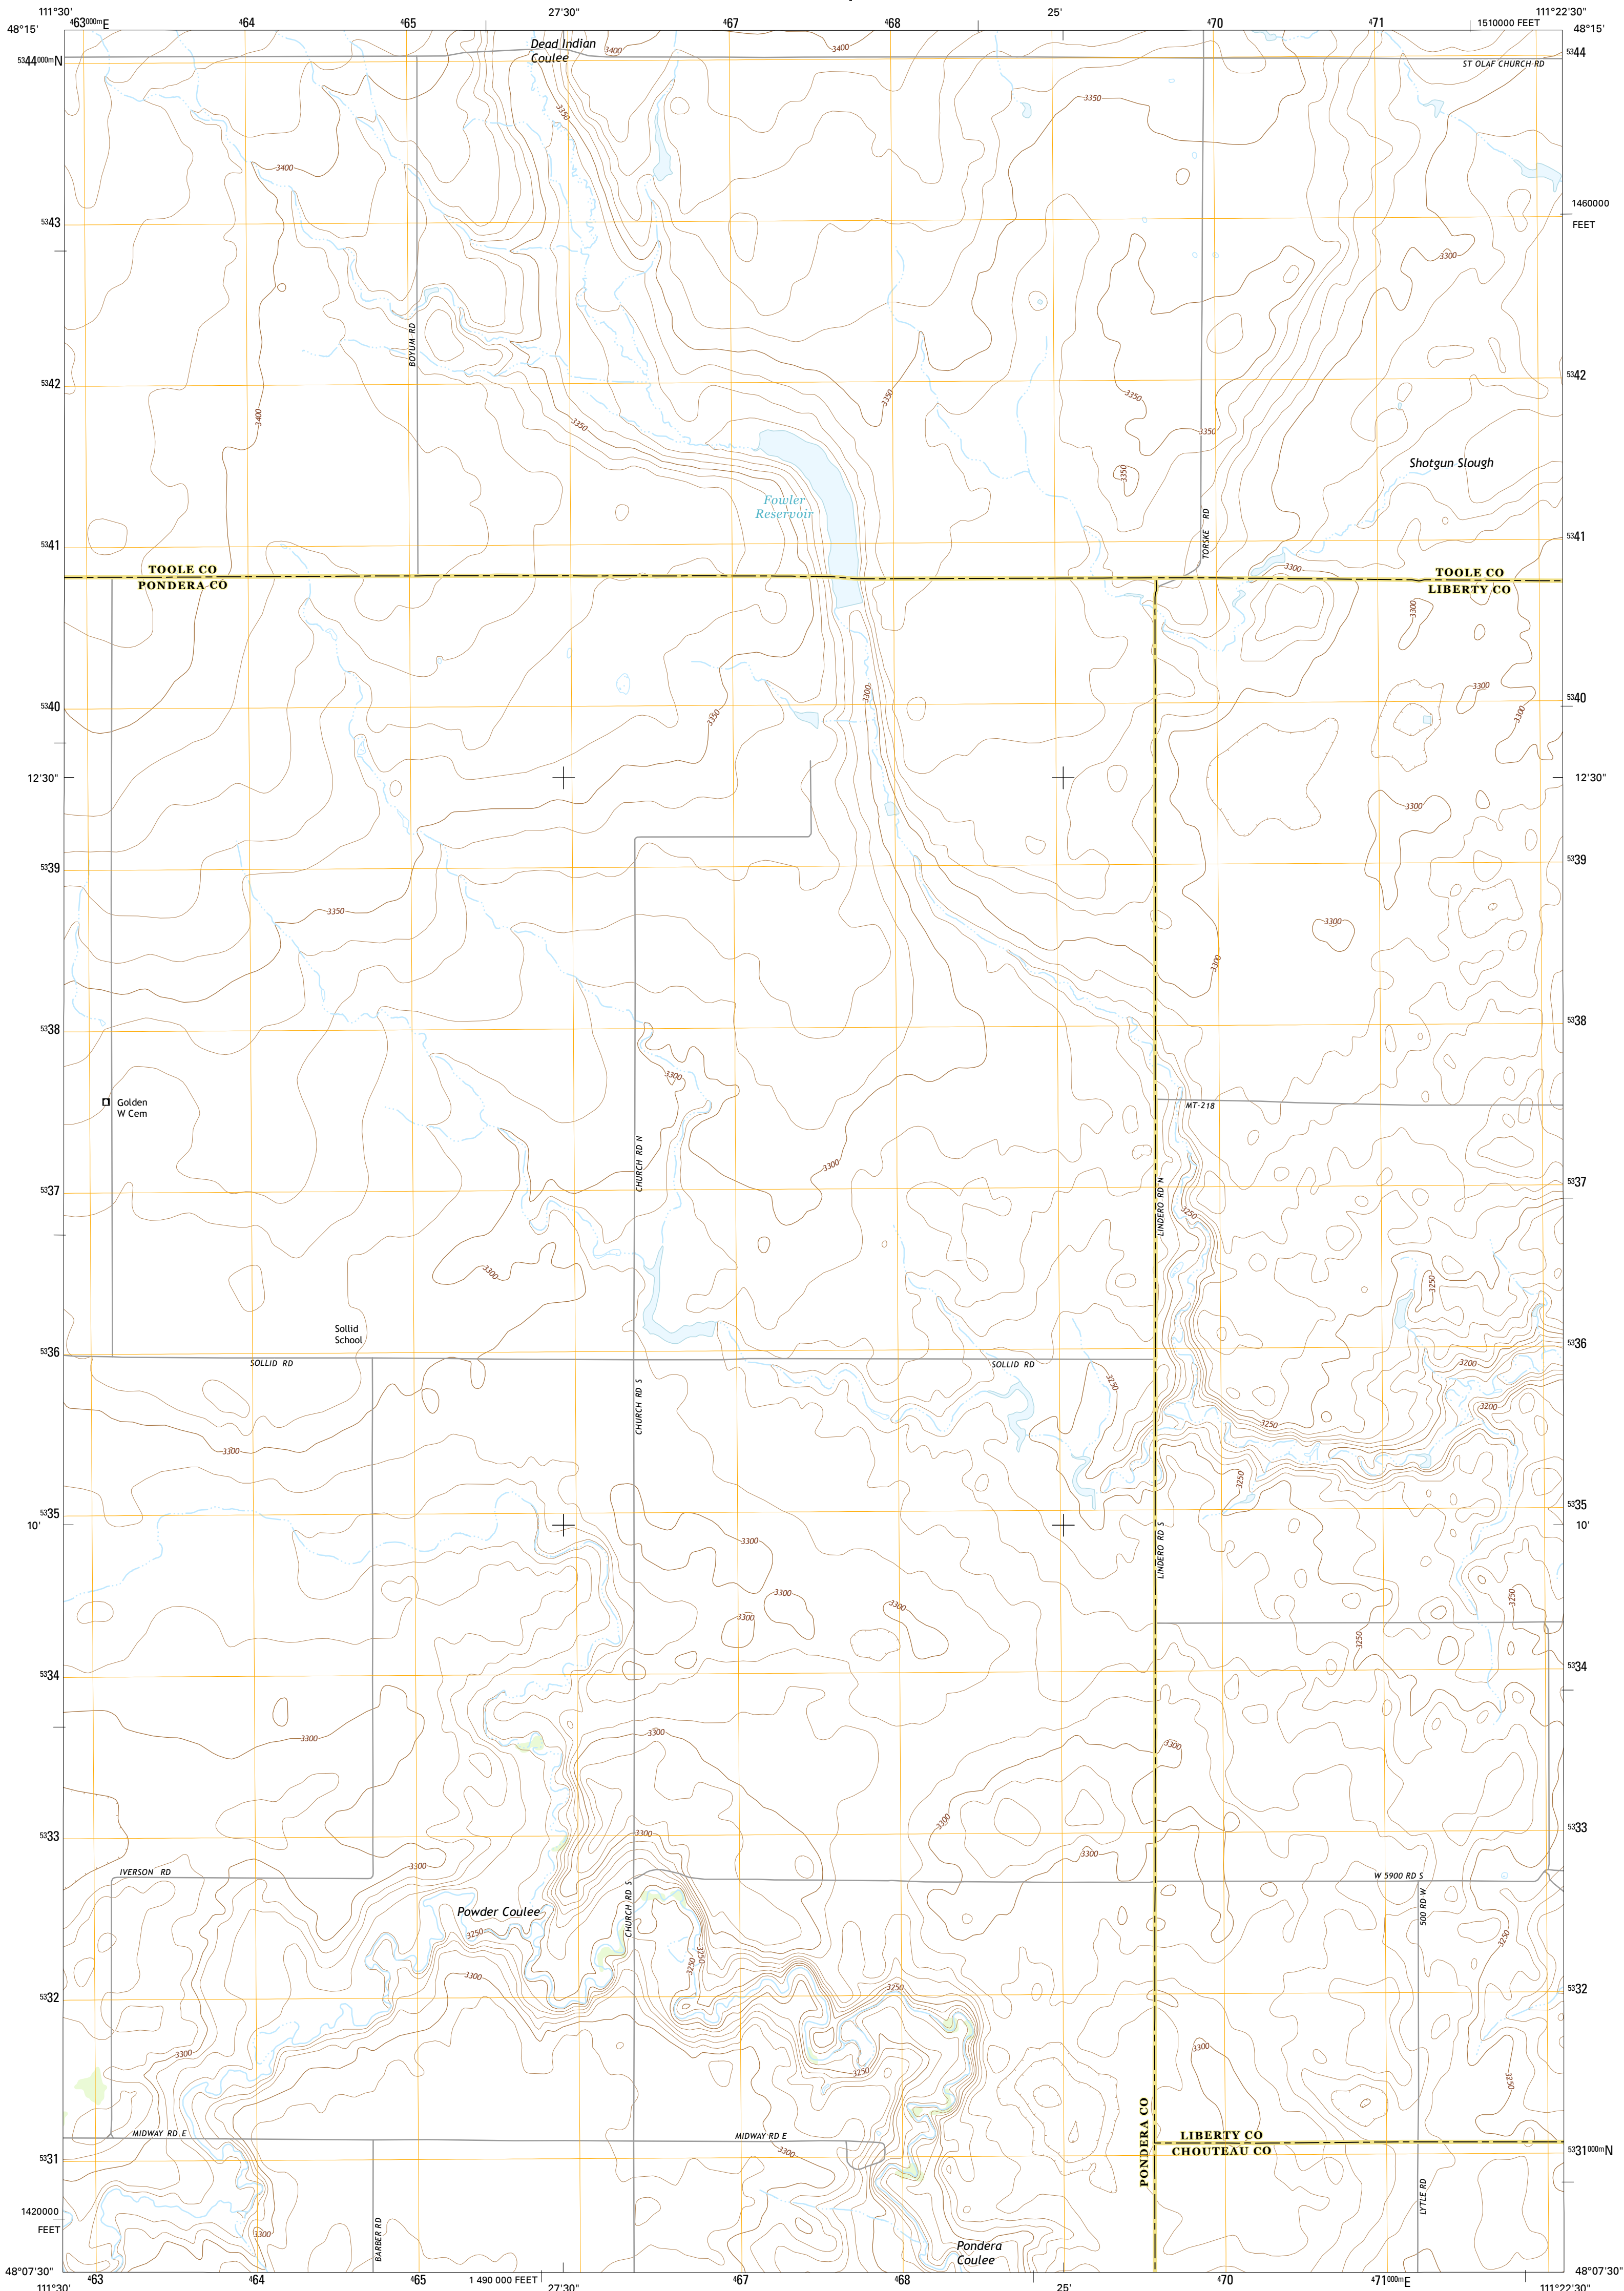 111°30'
463000mE
464
465
27'30"
467
468
25'
470
471
1510000 FEET
111°22'30"
48°15'
48°15'
5344000mN
5344
Dead Indian
Coulee
3400
3400
ST OLAF CHURCH RD
3350
3350
3400
1460000
FEET
5343
3300
BOYUM RD
5342
5342
3350
3350
3400
3350
3350
3350
Shotgun Slough
Fowler
Reservoir
TORSKE RD
5341
5341
3300
TOOLE CO
PONDERA CO
TOOLE CO
LIBERTY CO
3300
3300
3300
3300
3350
5340
5340
12'30"
12'30"
3300
5339
5339
3350
3300
3300
5338
5338
3300
Golden
W Cem
MT-218
CHURCH RD N
3300
5337
5337
LINDERO RD N
3250
3300
3250
Sollid
School
5336
5336
SOLLID RD
SOLLID RD
3200
3250
CHURCH RD S
3200
3250
3300
3250
5335
5335
10'
10'
LINDERO RD S
3300
3300
3300
3300
3250
3250
5334
5334
3300
3300
3300
3300
5333
5333
3300
3300
3300
IVERSON RD
W 5900 RD S
500 RD W
CHURCH RD S
Powder Coulee
3250
3250
3250
3250
3300
3250
5332
5332
3300
3300
3250
3250
PONDERA CO
MIDWAY RD E
MIDWAY RD E
LIBERTY CO
CHOUTEAU CO
3300
5331
5331000mN
LYTLE RD
1420000
FEET
3300
BARBER RD
Pondera
Coulee
48°07'30"
48°07'30"
463
464
465
1 490 000 FEET
467
468
470
471000mE
111°30'
27'30"
25'
111°22'30"